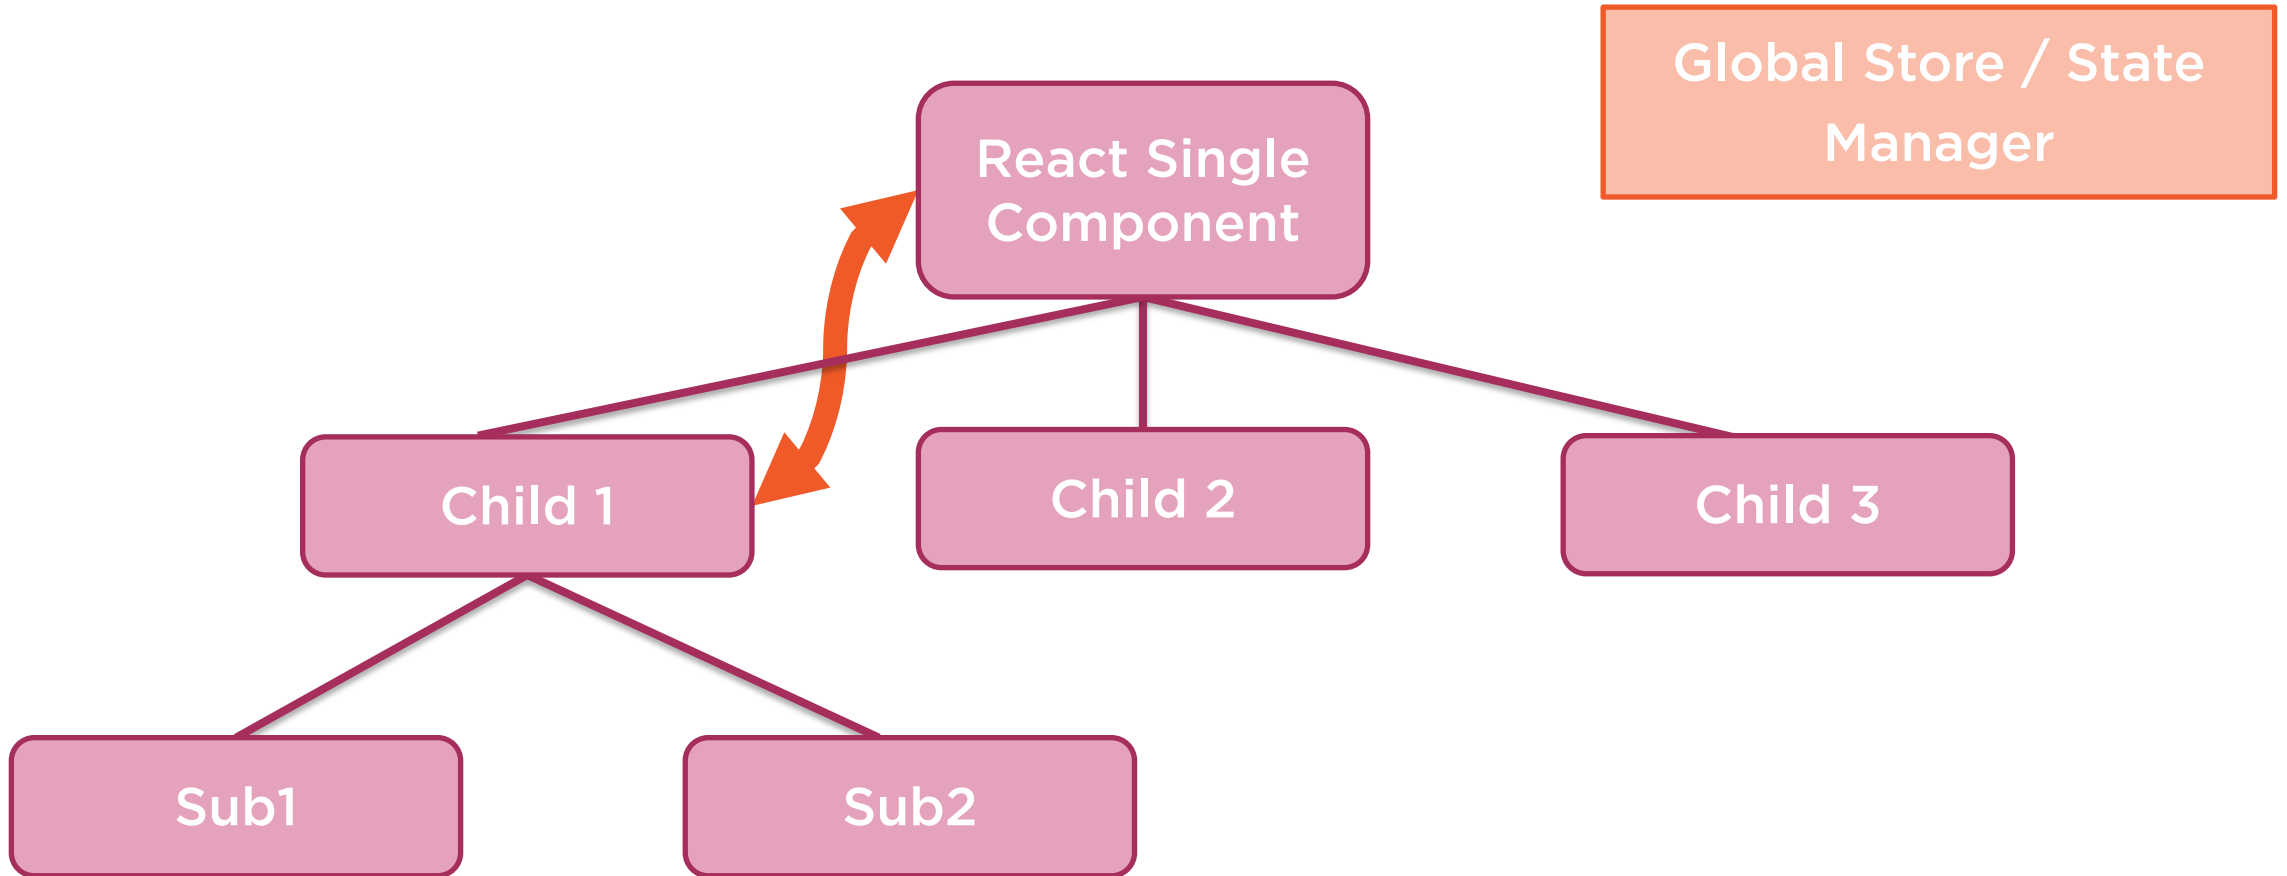 Global Store / State
Manager
React Single
Component
Child 1
Child 2
Child 3
Sub1
Sub2